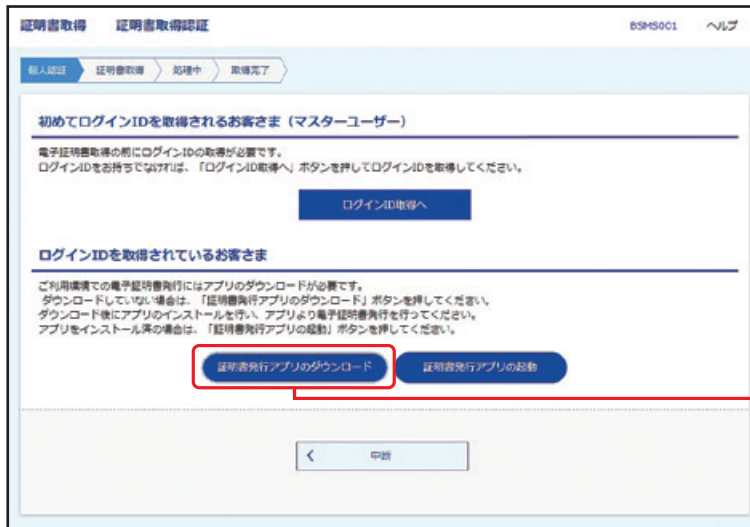 証明書取得 証明書取得認証
BSMS001 ヘルプ
個人認証 証明書取得 処理中 取得完了
初めてログインIDを取得されるお客さま（マスターユーザー）
電子証明書取得の前にログインIDの取得が必要です。
ログインIDをお持ちでなければ、「ログインID取得へ」ボタンを押してログインIDを取得してください。
ログインID取得へ
ログインIDを取得されているお客さま
ご利用環境での電子証明書発行にはアプリのダウンロードが必要です。
ダウンロードしていない場合は、「証明書発行アプリのダウンロード」ボタンを押してください。
ダウンロード後にアプリのインストールを行い、アプリより電子証明書発行を行ってください。
アプリをインストール済の場合は、「証明書発行アプリの起動」ボタンを押してください。
証明書発行アプリのダウンロード 証明書発行アプリの起動
中断